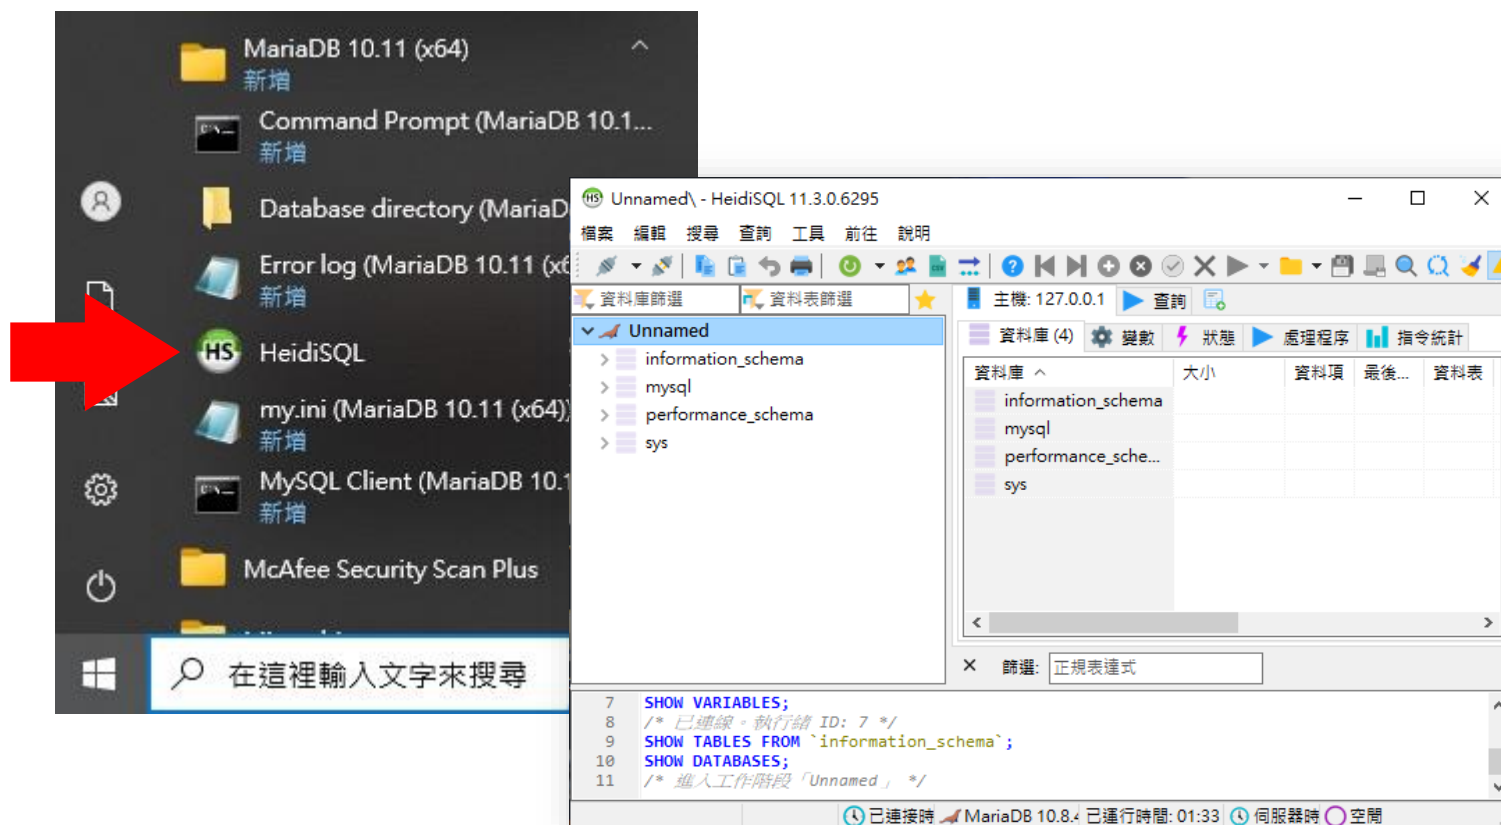 MariaDB 10.11 (x64)
新增
Command Prompt (MariaDB 10.1...
新增
Database directory (MariaD
Error log (MariaDB 10.11 (x6
新增
HeidiSQL
my.ini (MariaDB 10.11 (x64))
新增
MySQL Client (MariaDB 10.1
新增
McAfee Security Scan Plus
在這裡輸入文字來搜尋
Unnamed\ - HeidiSQL 11.3.0.6295
檔案 編輯 搜尋 查詢 工具 前往 說明
資料庫篩選 資料表篩選
Unnamed
information_schema
mysql
performance_schema
sys
主機: 127.0.0.1 查詢
資料庫 (4) 變數 狀態 處理程序 指令統計
資料庫 大小 資料項 最後... 資料表
information_schema
mysql
performance_sche...
sys
篩選: 正規表達式
7 SHOW VARIABLES;
8 /* 已連線。執行緒 ID: 7 */
9 SHOW TABLES FROM `information_schema`;
10 SHOW DATABASES;
11 /* 進入工作階段「Unnamed」 */
已連接時 MariaDB 10.8.4 已運行時間: 01:33 伺服器時 空閒